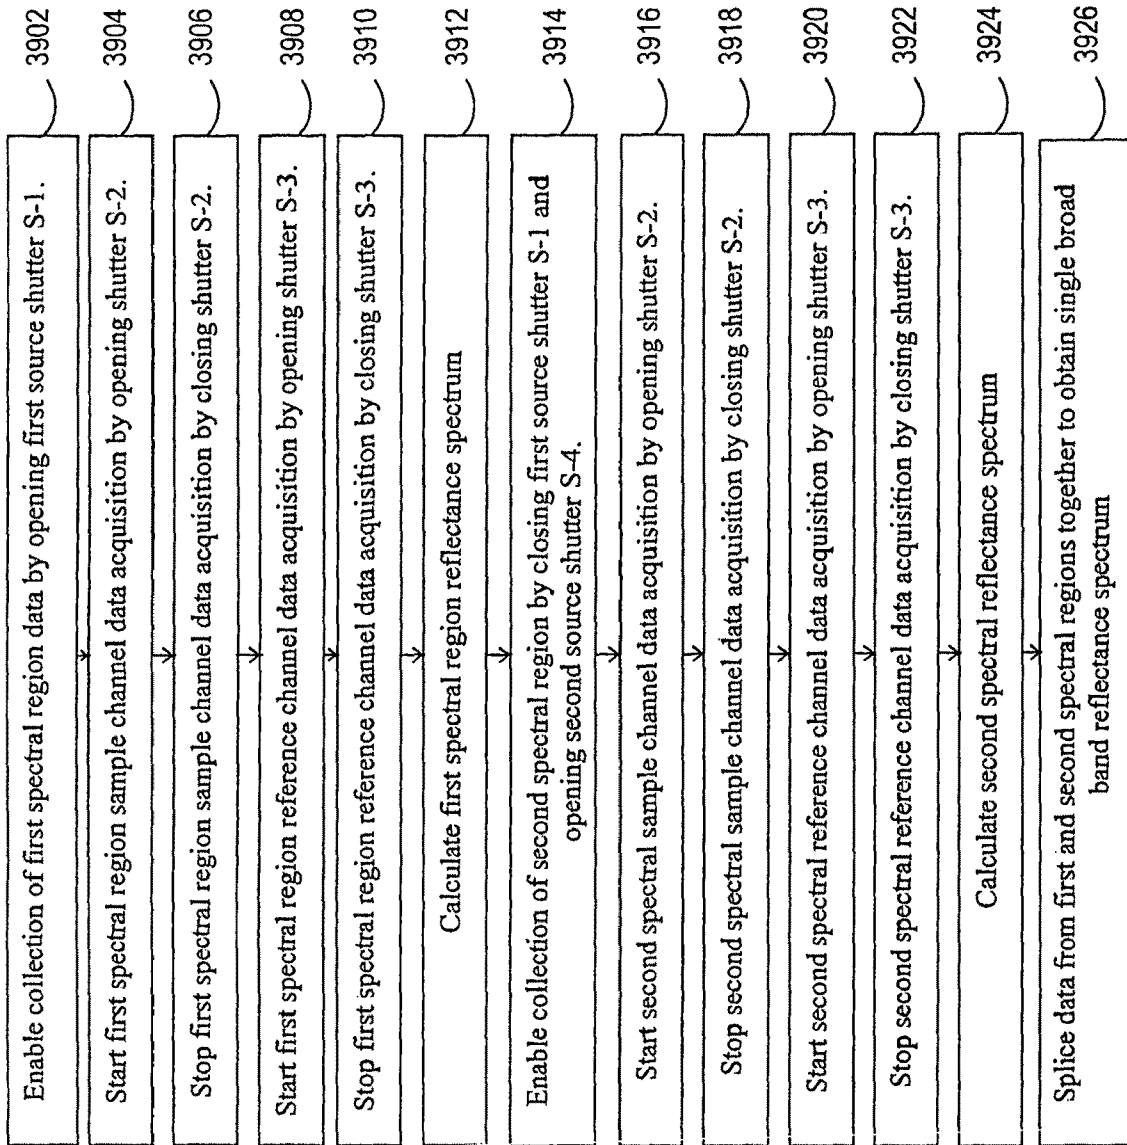 Enable collection of first spectral region data by opening first source shutter S-1.
3902
Start first spectral region sample channel data acquisition by opening shutter S-2.
3904
Stop first spectral region sample channel data acquisition by closing shutter S-2.
3906
Start first spectral region reference channel data acquisition by opening shutter S-3.
3908
Stop first spectral region reference channel data acquisition by closing shutter S-3.
3910
Calculate first spectral region reflectance spectrum
3912
Enable collection of second spectral region by closing first source shutter S-1 and
opening second source shutter S-4.
3914
Start second spectral sample channel data acquisition by opening shutter S-2.
3916
Stop second spectral sample channel data acquisition by closing shutter S-2.
3918
Start second spectral reference channel data acquisition by opening shutter S-3.
3920
Stop second spectral reference channel data acquisition by closing shutter S-3.
3922
Calculate second spectral reflectance spectrum
3924
Splice data from first and second spectral regions together to obtain single broad
band reflectance spectrum
3926